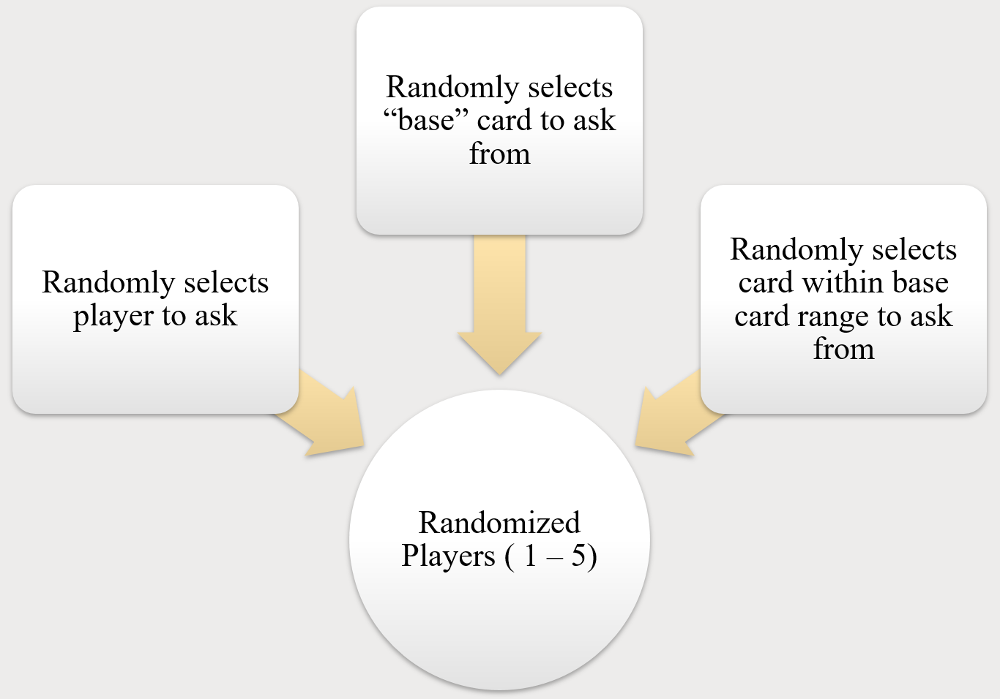 Randomly selects
“base” card to ask
from
Randomly selects
player to ask
Randomly selects
card within base
card range to ask
from
Randomized
Players ( 1 – 5)